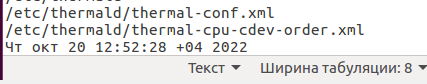 /etc/thermald/thermal-conf.xml
/etc/thermald/thermal-cpu-cdev-order.xml
Чт окт 20 12:52:28 +04 2022
Текст Ширина табуляции: 8